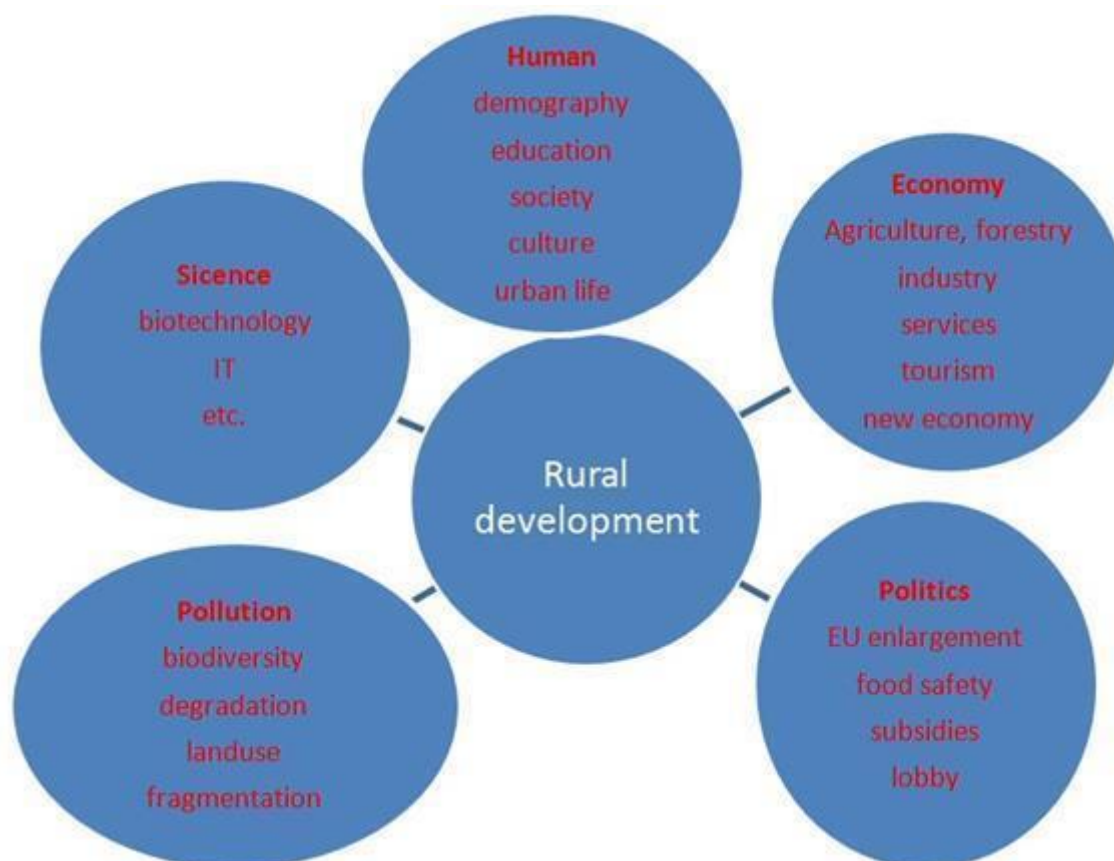 Human
demography
education
society
culture
urban life
Economy
Agriculture, forestry
industry
services
tourism
new economy
Sicence
biotechnology
IT
etc.
Rural
development
Pollution
biodiversity
degradation
landuse
fragmentation
Politics
EU enlargement
food safety
subsidies
lobby